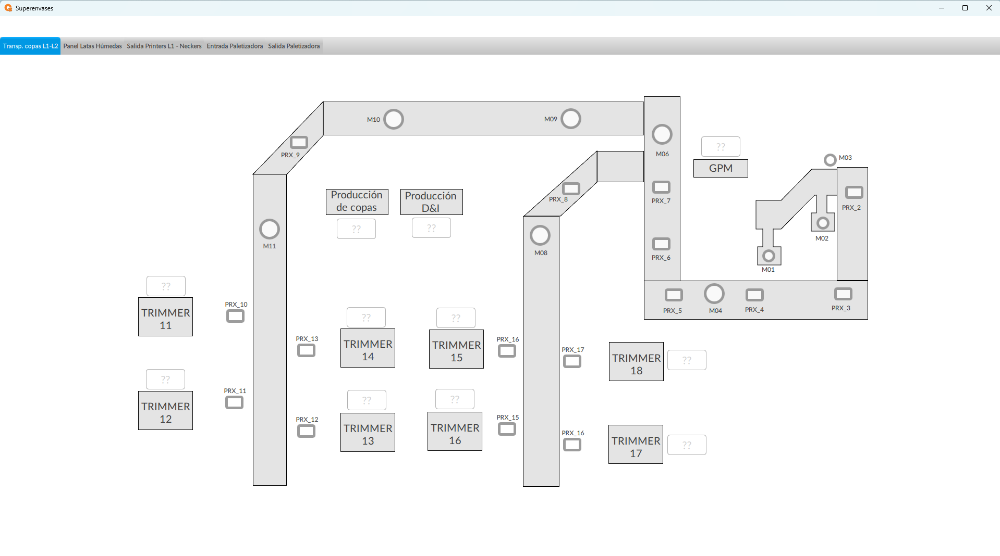 Superenvases
Transp. copas L1-L2
Panel Latas Húmedas
Salida Printers L1 - Neckers
Entrada Paletizadora
Salida Paletizadora
M10
M09
M06
PRX_9
??
GPM
M03
PRX_8
PRX_7
PRX_2
Producción
de copas
??
Producción
D&I
??
M11
M08
PRX_6
M02
M01
??
TRIMMER
11
PRX_10
PRX_5
M04
PRX_4
PRX_3
PRX_13
??
TRIMMER
14
??
TRIMMER
15
PRX_16
PRX_17
TRIMMER
18
??
??
TRIMMER
12
PRX_11
PRX_12
??
TRIMMER
13
??
TRIMMER
16
PRX_15
PRX_16
TRIMMER
17
??